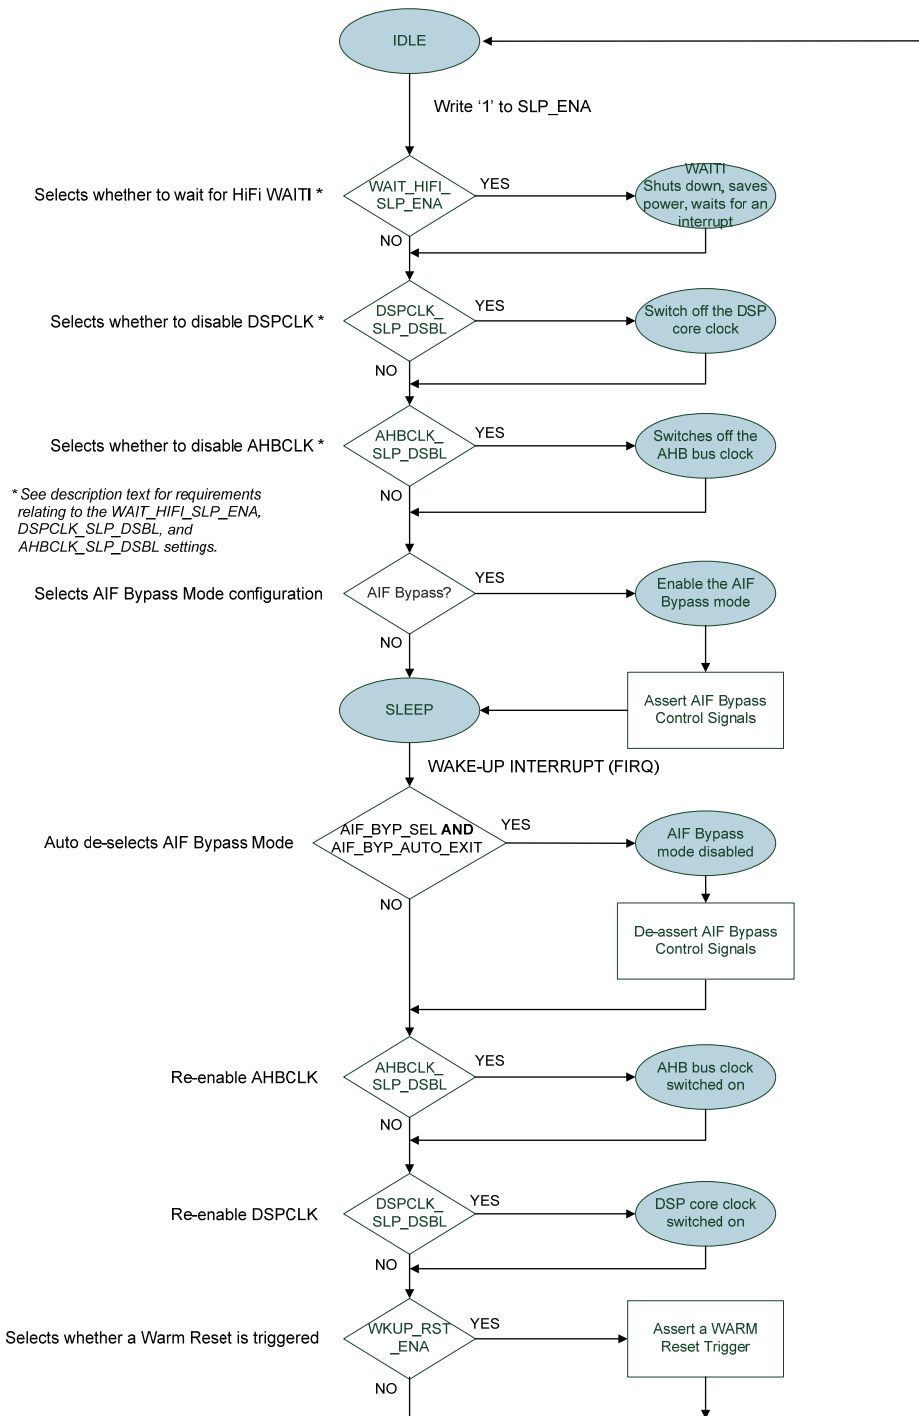 IDLE
Write ‘1’ to SLP_ENA
Selects whether to wait for HiFi WAITI *
WAIT_HIFI_
SLP_ENA
YES
WAITI
Shuts down, saves
power, waits for an
interrupt
NO
Selects whether to disable DSPCLK *
DSPCLK_
SLP_DSBL
YES
Switch off the DSP
core clock
NO
Selects whether to disable AHBCLK *
AHBCLK_
SLP_DSBL
YES
Switches off the
AHB bus clock
NO
* See description text for requirements
relating to the WAIT_HIFI_SLP_ENA,
DSPCLK_SLP_DSBL, and
AHBCLK_SLP_DSBL settings.
Selects AIF Bypass Mode configuration
AIF Bypass?
YES
Enable the AIF
Bypass mode
NO
SLEEP
Assert AIF Bypass
Control Signals
WAKE-UP INTERRUPT (FIRQ)
Auto de-selects AIF Bypass Mode
AIF_BYP_SEL AND
AIF_BYP_AUTO_EXIT
YES
AIF Bypass
mode disabled
NO
De-assert AIF Bypass
Control Signals
Re-enable AHBCLK
AHBCLK_
SLP_DSBL
YES
AHB bus clock
switched on
NO
Re-enable DSPCLK
DSPCLK_
SLP_DSBL
YES
DSP core clock
switched on
NO
Selects whether a Warm Reset is triggered
WKUP_RST
_ENA
YES
Assert a WARM
Reset Trigger
NO